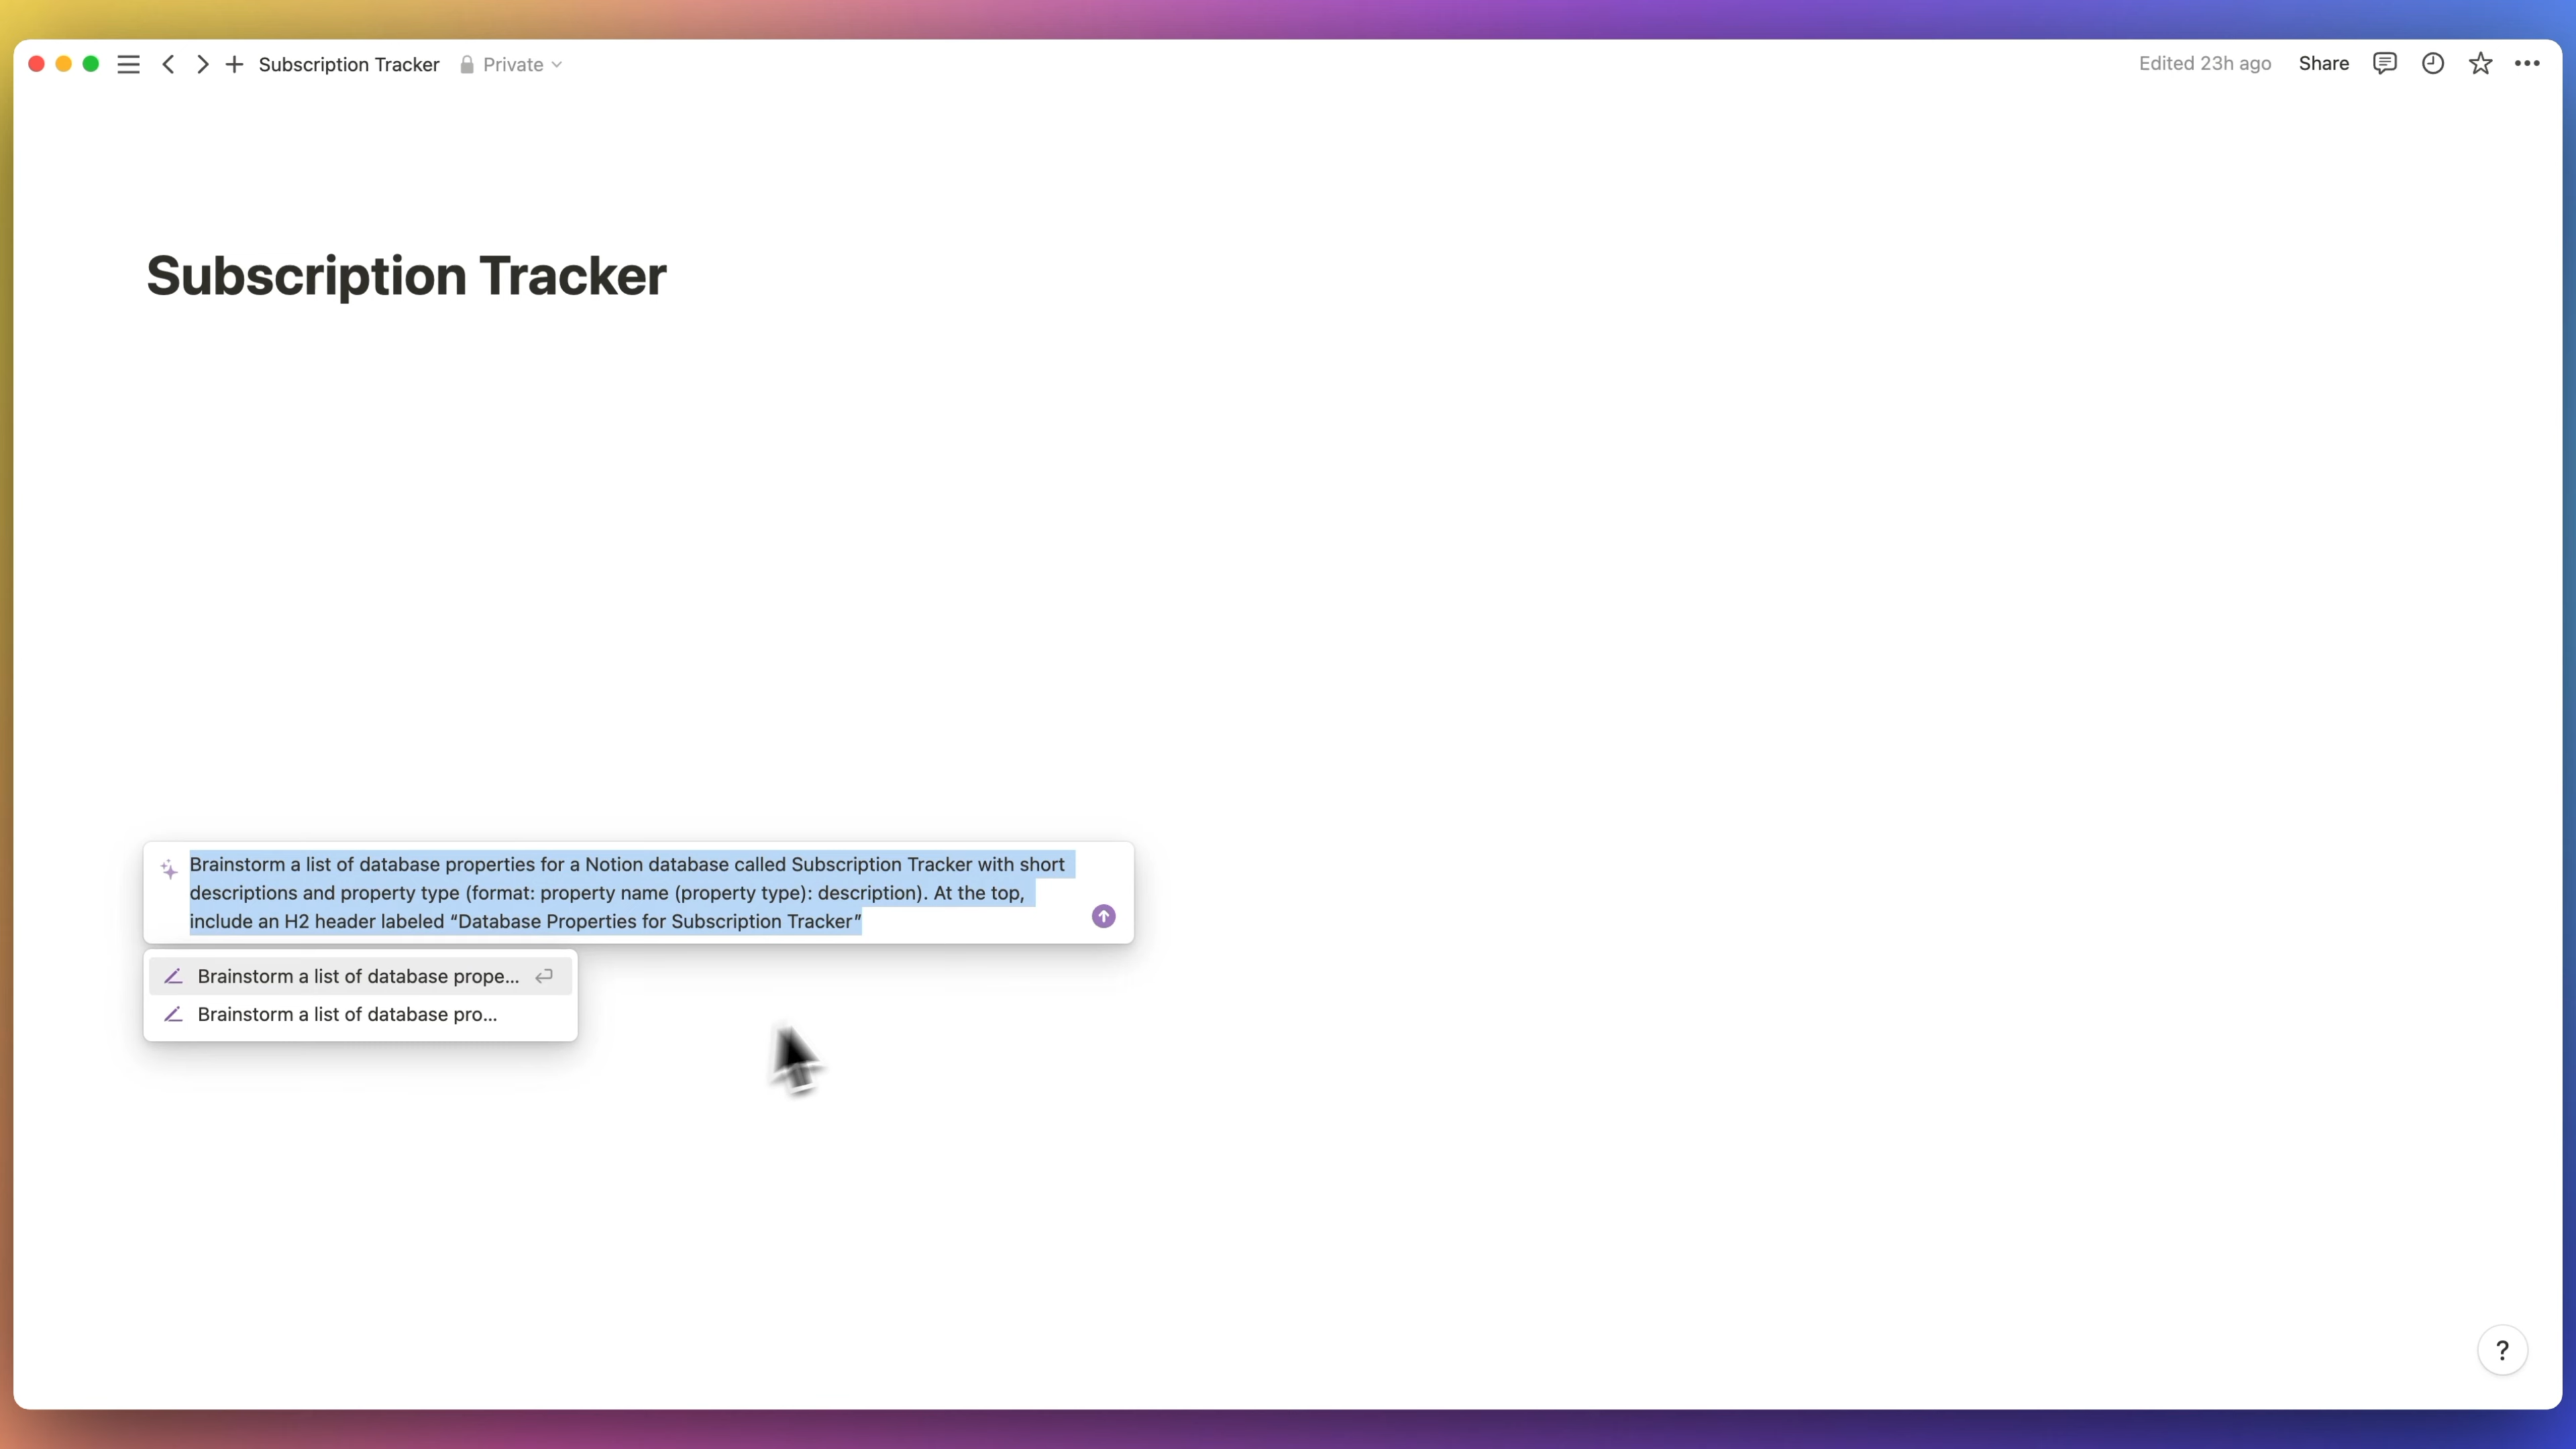 Subscription Tracker Private Edited 23h ago Share
Subscription Tracker
Brainstorm a list of database properties for a Notion database called Subscription Tracker with short
descriptions and property type (format: property name (property type): description). At the top,
include an H2 header labeled “Database Properties for Subscription Tracker”
Brainstorm a list of database prope...
Brainstorm a list of database pro...
?